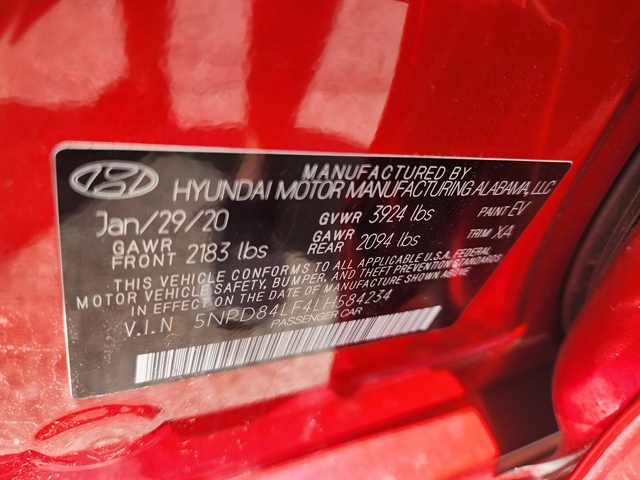 MANUFACTURED BY
HYUNDAI MOTOR MANUFACTURING ALABAMA, LLC
Jan/29/20 GVWR 3924 lbs PAINT EV
GAWR FRONT 2183 lbs GAWR REAR 2094 lbs TRIM XA
THIS VEHICLE CONFORMS TO ALL APPLICABLE U.S.A. FEDERAL
MOTOR VEHICLE SAFETY, BUMPER, AND THEFT PREVENTION STANDARDS
IN EFFECT ON THE DATE OF MANUFACTURE SHOWN ABOVE
V.I.N 5NPD84LF4LH584234
PASSENGER CAR